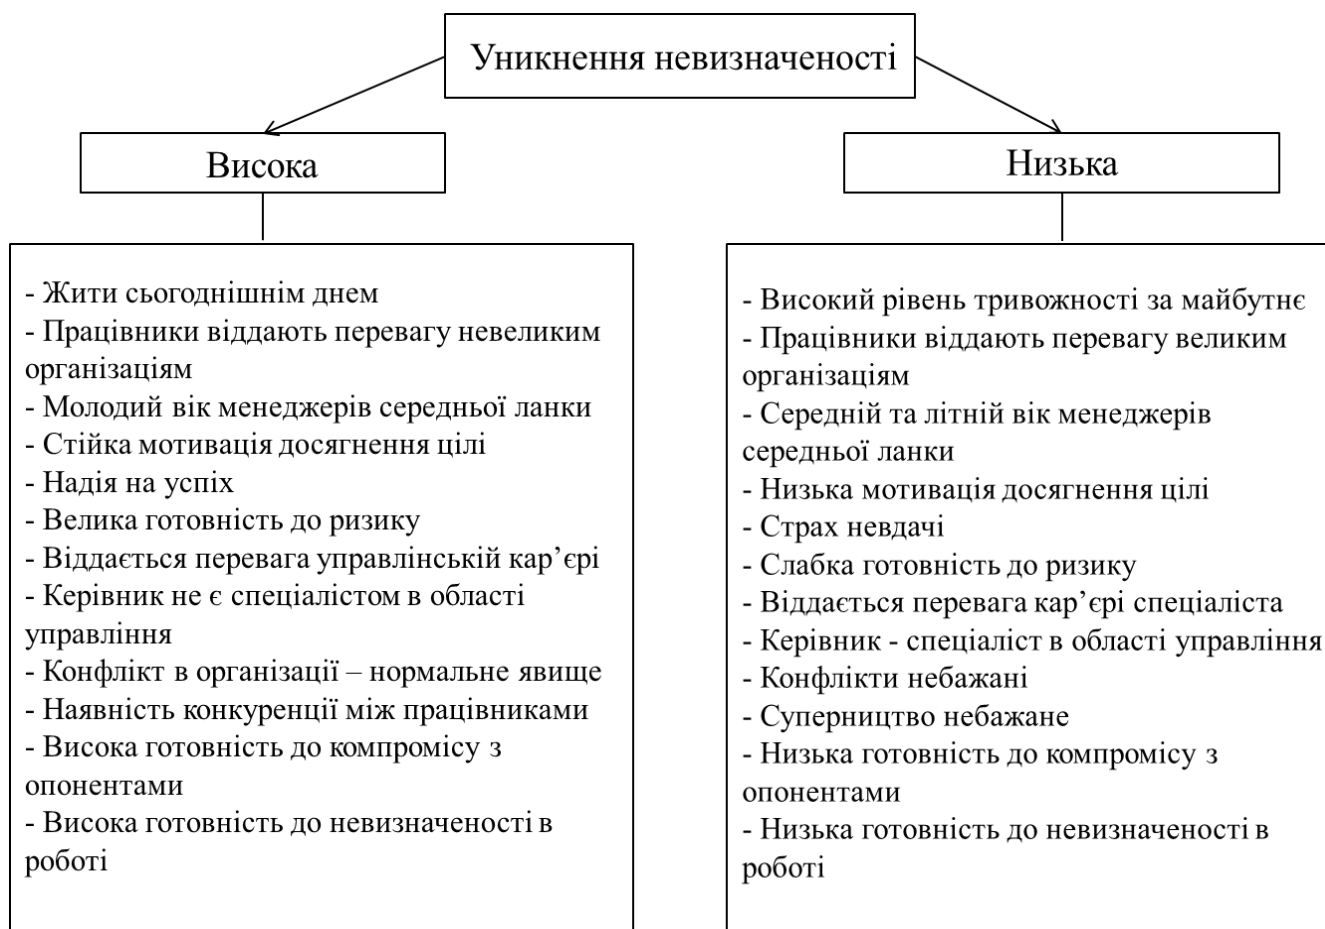 Уникнення невизначеності
Висока
Низька
- Жити сьогоднішнім днем
- Працівники віддають перевагу невеликим
організаціям
- Молодий вік менеджерів середньої ланки
- Стійка мотивація досягнення цілі
- Надія на успіх
- Велика готовність до ризику
- Віддається перевага управлінській кар’єрі
- Керівник не є спеціалістом в області
управління
- Конфлікт в організації – нормальне явище
- Наявність конкуренції між працівниками
- Висока готовність до компромісу з
опонентами
- Висока готовність до невизначеності в
роботі
- Високий рівень тривожності за майбутнє
- Працівники віддають перевагу великим
організаціям
- Середній та літній вік менеджерів
середньої ланки
- Низька мотивація досягнення цілі
- Страх невдачі
- Слабка готовність до ризику
- Віддається перевага кар’єрі спеціаліста
- Керівник - спеціаліст в області управління
- Конфлікти небажані
- Суперництво небажане
- Низька готовність до компромісу з
опонентами
- Низька готовність до невизначеності в
роботі